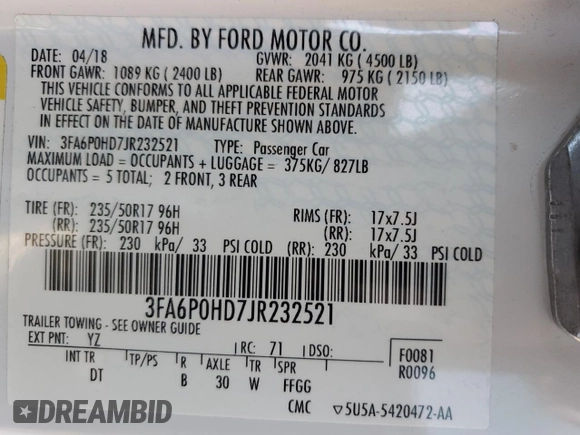 MFD. BY FORD MOTOR CO.
DATE: 04/18 GVWR: 2041 KG ( 4500 LB)
FRONT GAWR: 1089 KG ( 2400 LB) REAR GAWR: 975 KG ( 2150 LB)
THIS VEHICLE CONFORMS TO ALL APPLICABLE FEDERAL MOTOR
VEHICLE SAFETY, BUMPER, AND THEFT PREVENTION STANDARDS
IN EFFECT ON THE DATE OF MANUFACTURE SHOWN ABOVE.
VIN: 3FA6P0HD7JR232521 TYPE: Passenger Car
MAXIMUM LOAD = OCCUPANTS + LUGGAGE = 375KG/ 827LB
OCCUPANTS = 5 TOTAL; 2 FRONT, 3 REAR
TIRE (FR): 235/50R17 96H RIMS (FR) : 17x7.5J
(RR): 235/50R17 96H (RR) : 17x7.5J
PRESSURE (FR): 230 kPa/ 33 PSI COLD (RR): 230 kPa/ 33 PSI COLD
3FA6P0HD7JR232521
TRAILER TOWING - SEE OWNER GUIDE
EXT PNT: YZ RC: 71 DSO: F0081
INT TR TP/PS R AXLE TR SPR R0096
DT B 30 W FFGG
CMC ▽5U5A-5420472-AA
DREAMBID